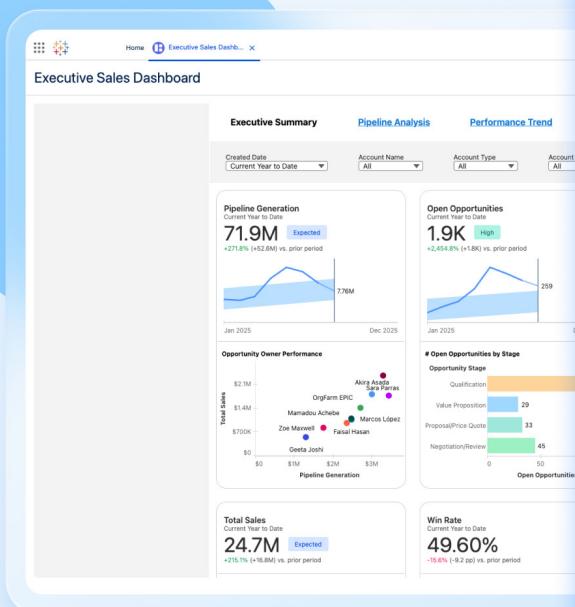 Home
Executive Sales Dashb...
Executive Sales Dashboard
Executive Summary
Pipeline Analysis
Performance Trend
Created Date
Account Name
Account Type
Account
Current Year to Date
All
All
All
Pipeline Generation
Current Year to Date
71.9M Expected
+271.8% (+52.6M) vs. prior period
7.76M
Jan 2025 Dec 2025
Opportunity Owner Performance
Total Sales
$2.1M
$1.4M
$700K
$0
Akira Asada
Sara Parras
OrgFarm EPIC
Mamadou Achebe
Marcos López
Zoe Maxwell
Faisal Hasan
Geeta Joshi
$0 $1M $2M $3M
Pipeline Generation
Open Opportunities
Current Year to Date
1.9K High
+2,454.8% (+1.8K) vs. prior period
259
Jan 2025
# Open Opportunities by Stage
Opportunity Stage
Qualification
Value Proposition 29
Proposal/Price Quote 33
Negotiation/Review 45
0 50
Open Opportunitie
Total Sales
Current Year to Date
24.7M Expected
+215.1% (+16.8M) vs. prior period
Win Rate
Current Year to Date
49.60%
-15.6% (-9.2 pp) vs. prior period